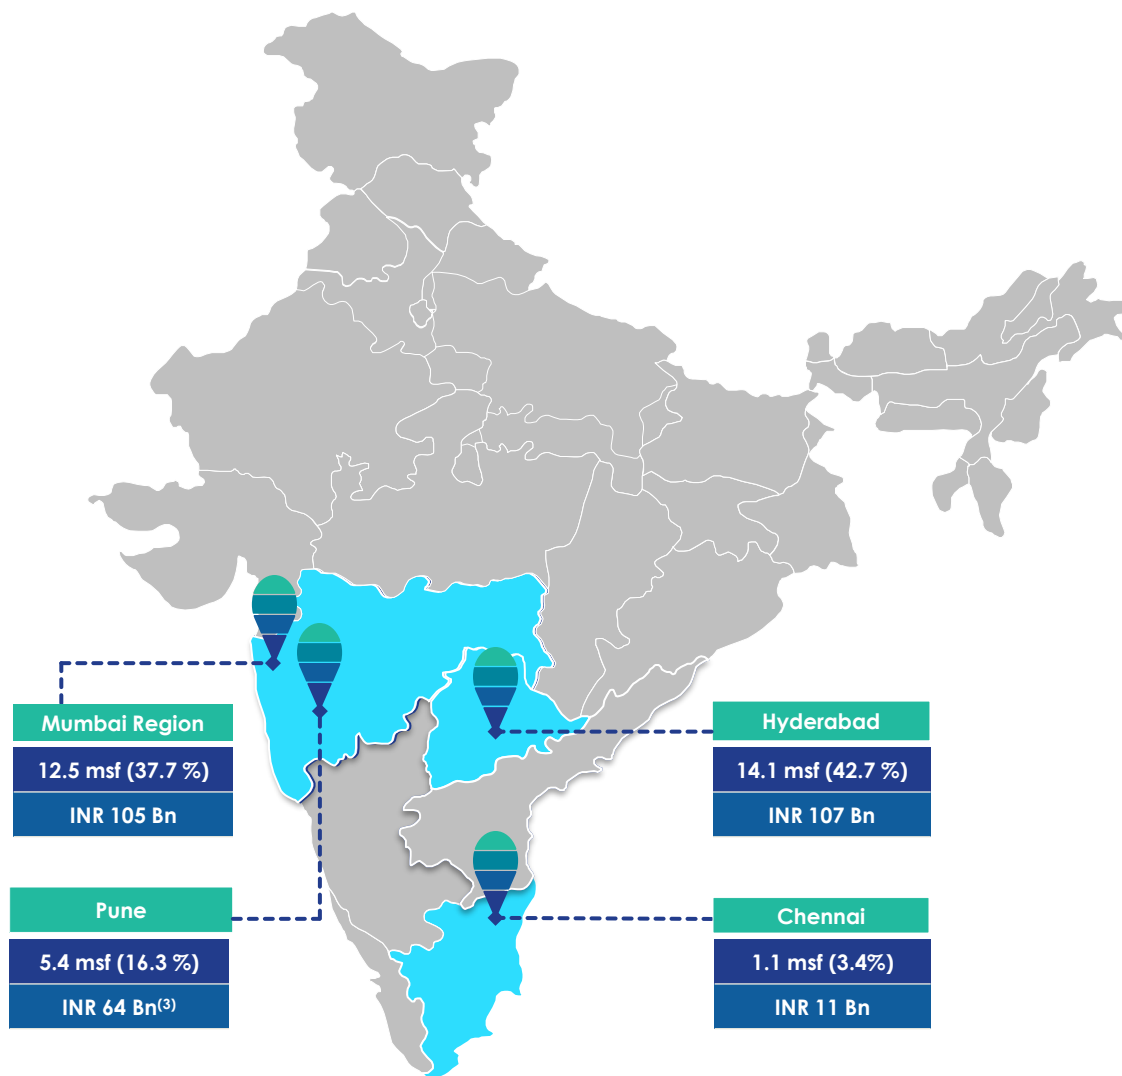 Mumbai Region
12.5 msf (37.7 %)
INR 105 Bn
Hyderabad
14.1 msf (42.7 %)
INR 107 Bn
Pune
5.4 msf (16.3 %)
INR 64 Bn(3)
Chennai
1.1 msf (3.4%)
INR 11 Bn